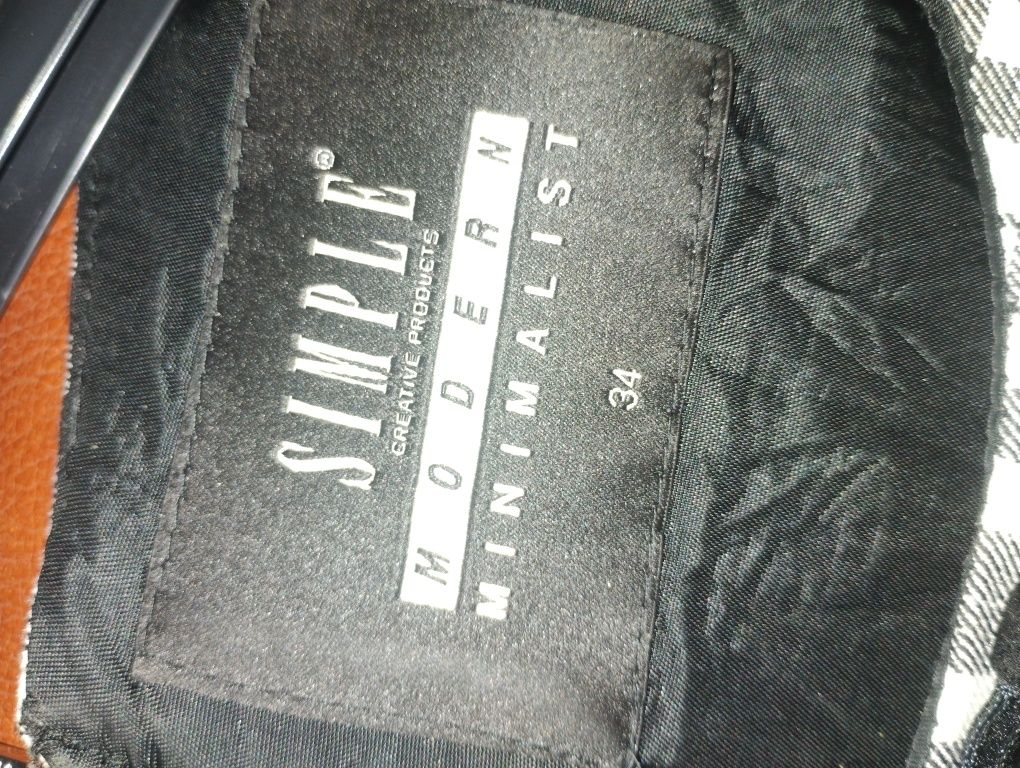 SIMPLE®
CREATIVE PRODUCTS
MODERN
MINIMALIST
34